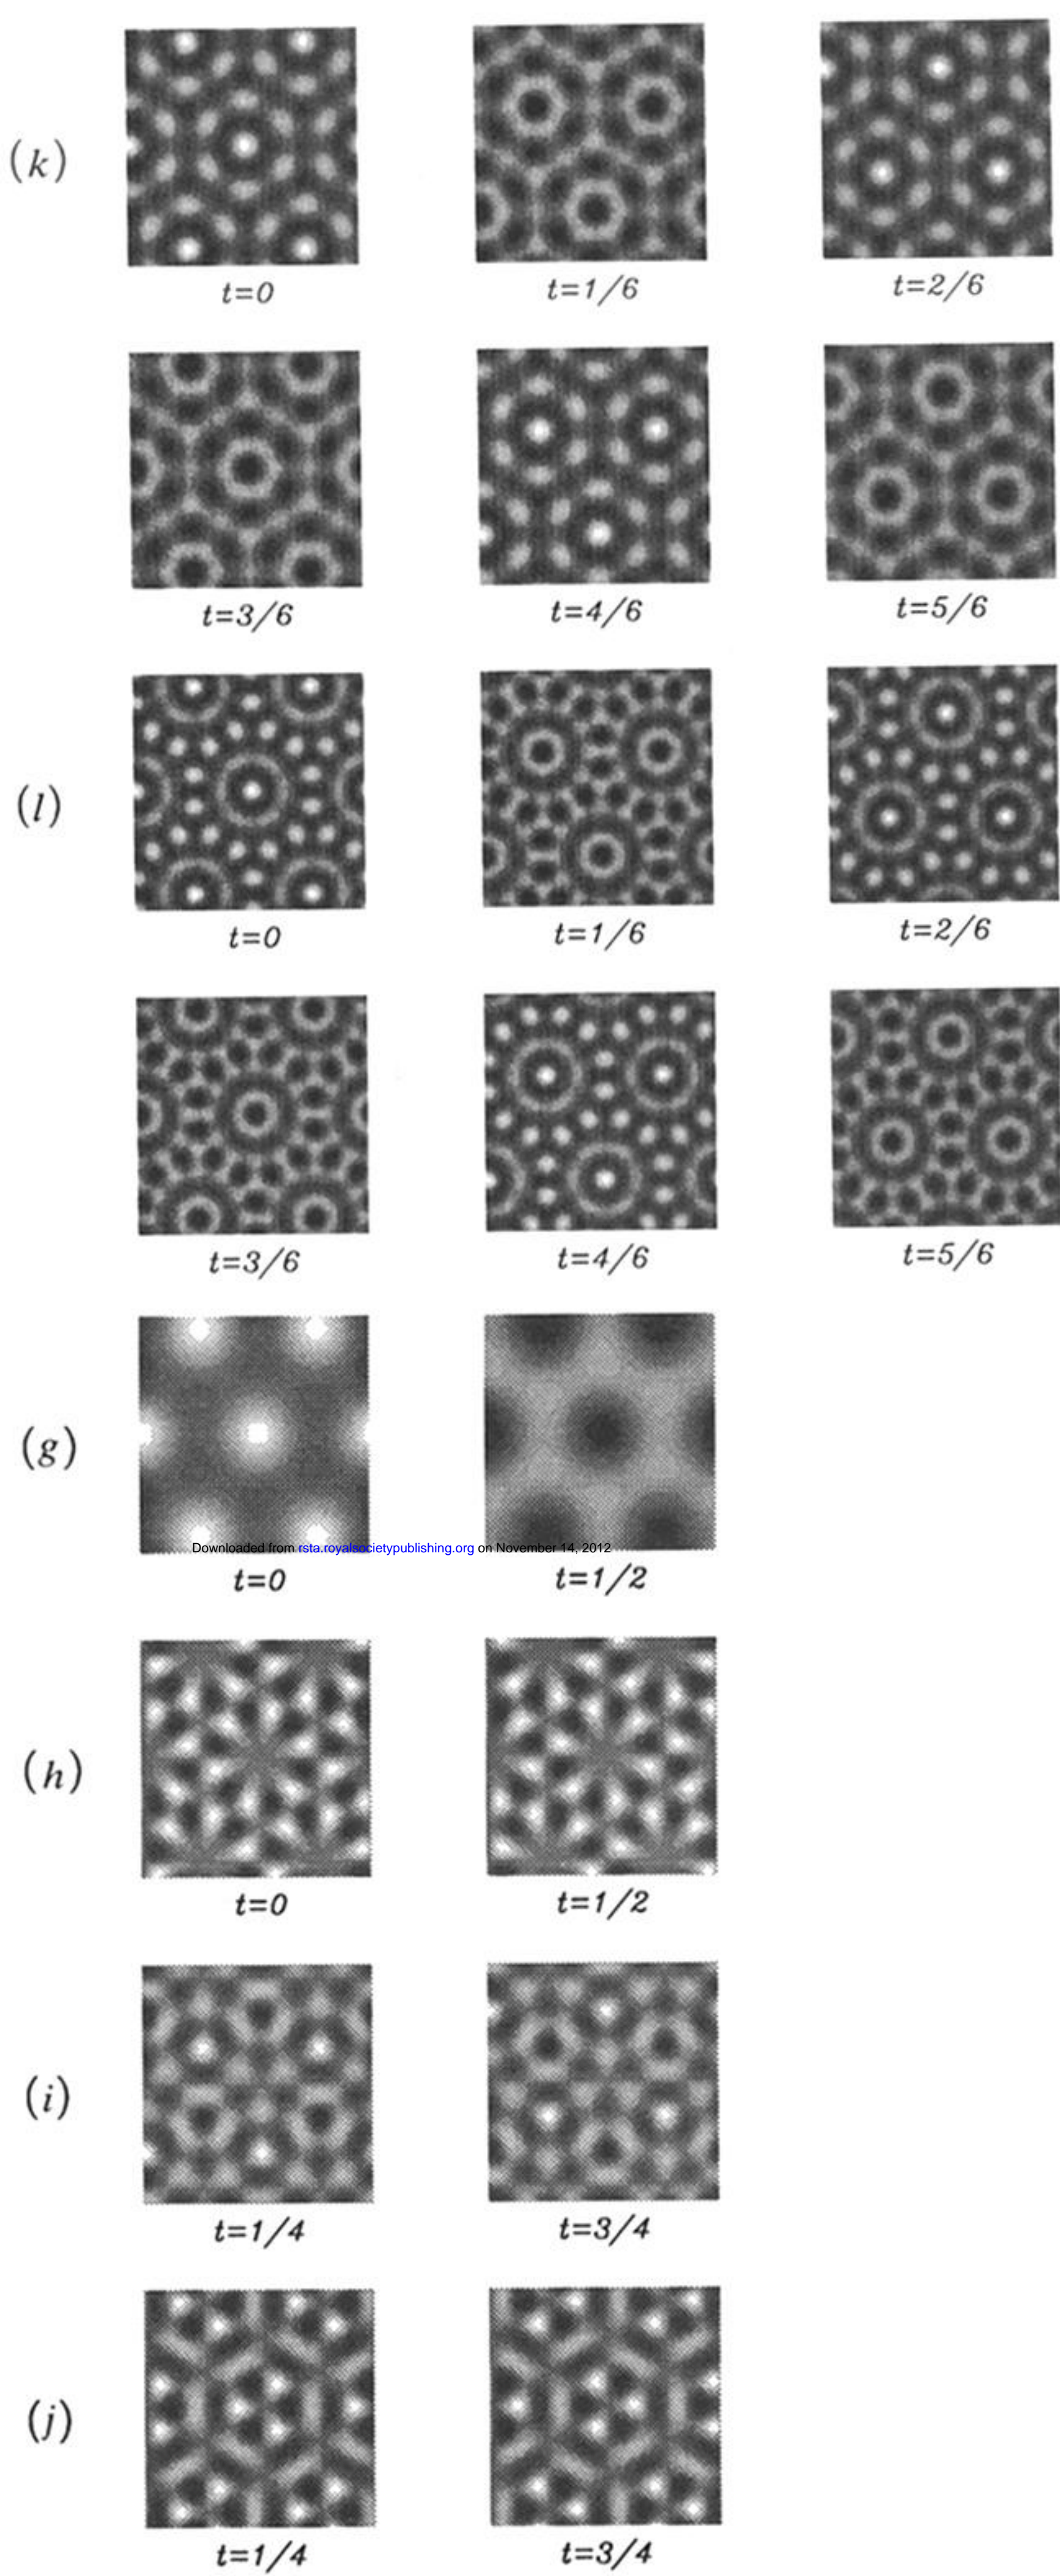 (k)
t=0 t=1/6 t=2/6
t=3/6 t=4/6 t=5/6
(l)
t=0 t=1/6 t=2/6
t=3/6 t=4/6 t=5/6
(g)
Downloaded from rsta.royalsocietypublishing.org on November 14, 2012
t=0 t=1/2
(h)
t=0 t=1/2
(i)
t=1/4 t=3/4
(j)
t=1/4 t=3/4